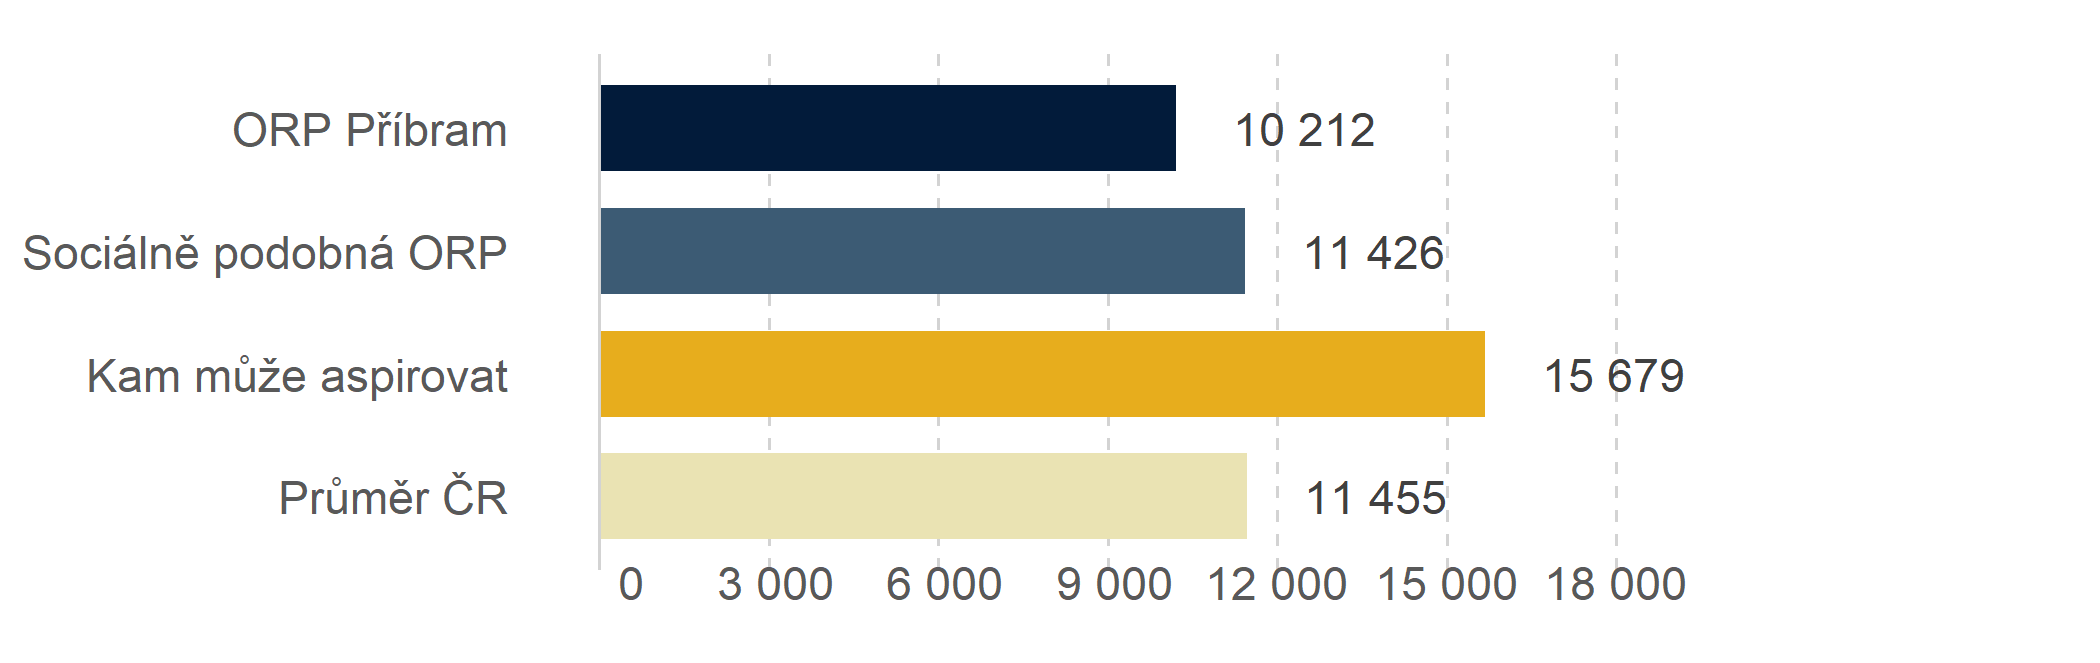 ORP Příbram 10 212
Sociálně podobná ORP 11 426
Kam může aspirovat 15 679
Průměr ČR 11 455
0 3 000 6 000 9 000 12 000 15 000 18 000